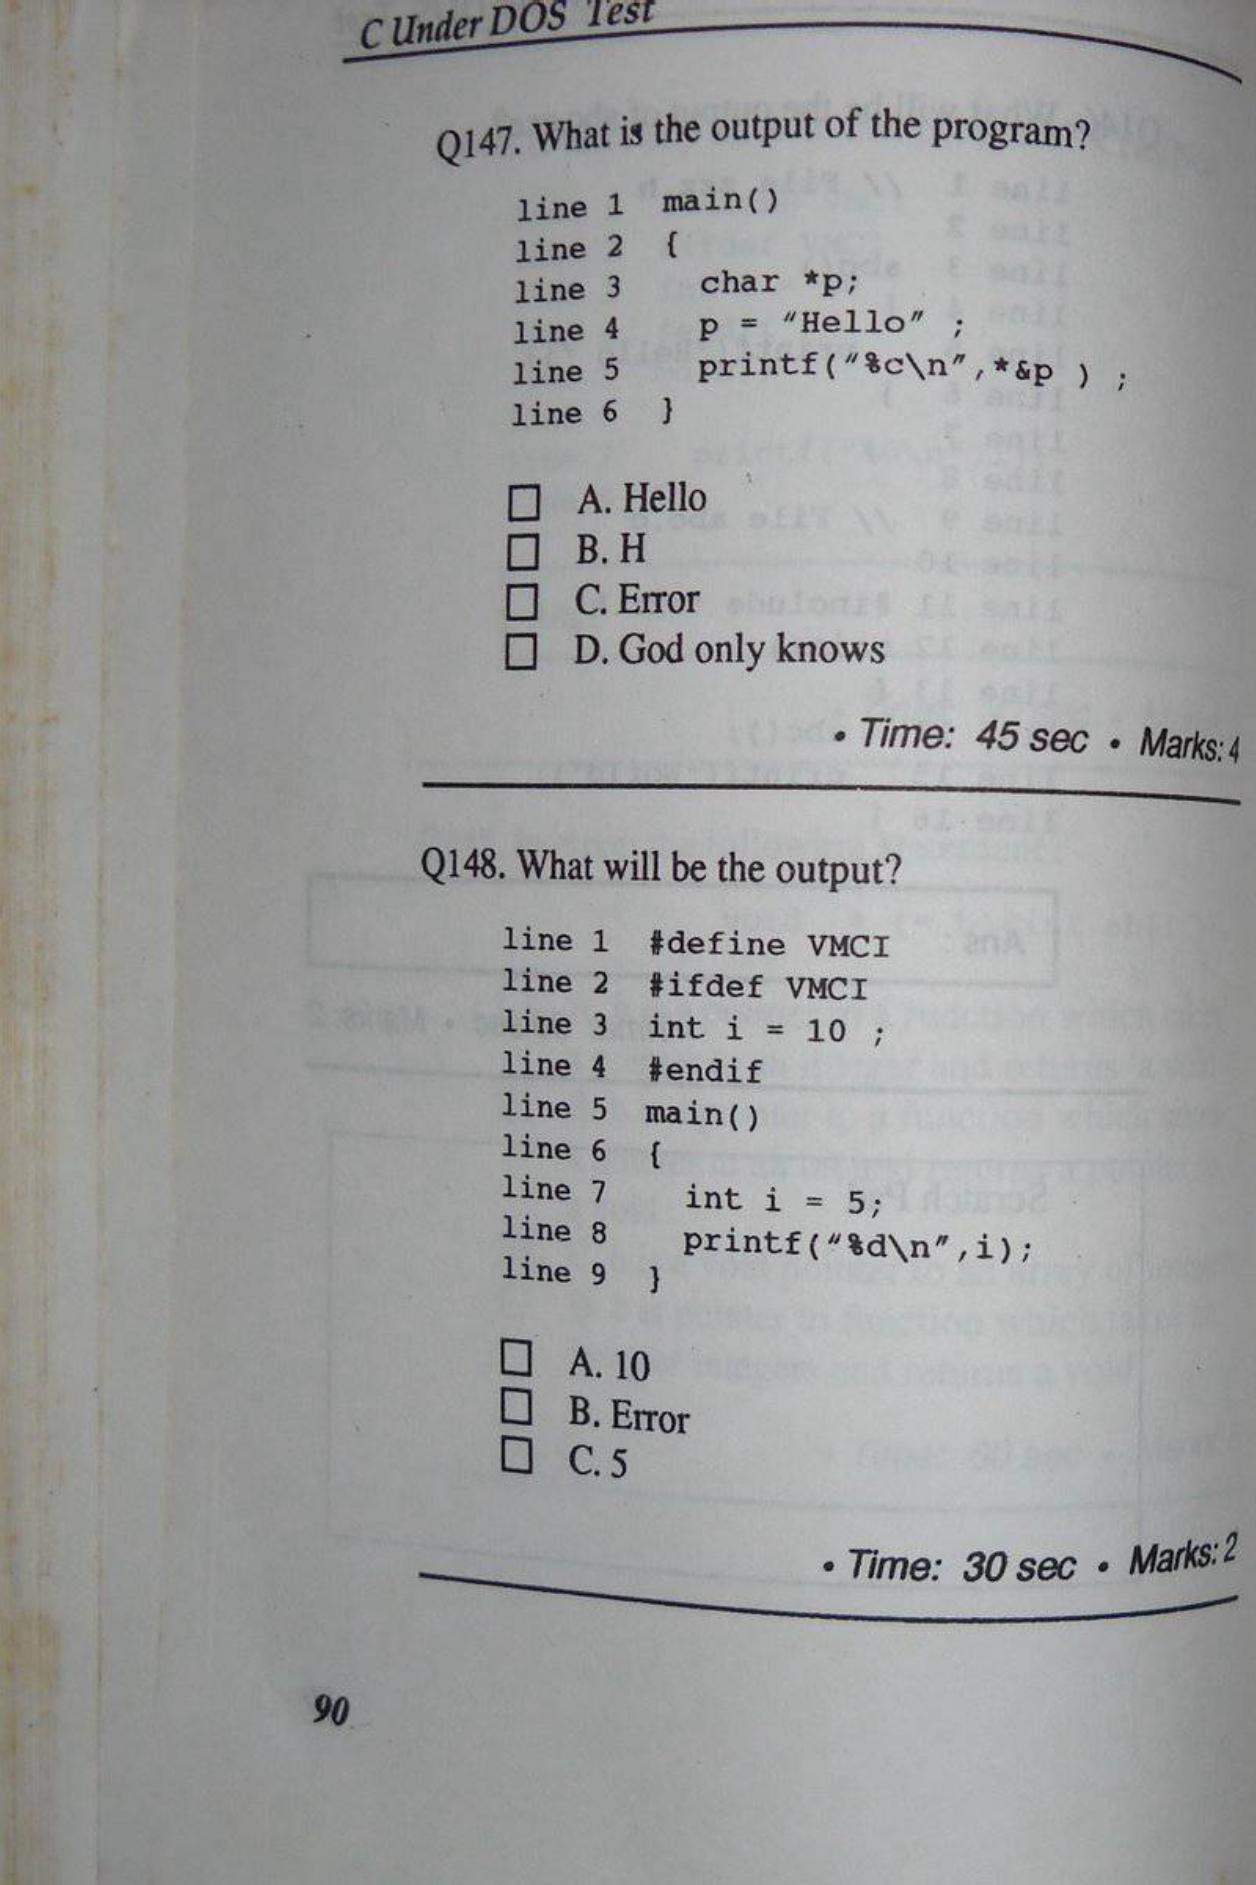 C Under DOS Test
Q147. What is the output of the program?
line 1 main()
line 2 {
line 3 char *p;
line 4 p = "Hello" ;
line 5 printf("%c\n",*&p ) ;
line 6 }
A. Hello
B. H
C. Error
D. God only knows
• Time: 45 sec • Marks: 4
Q148. What will be the output?
line 1 #define VMCI
line 2 #ifdef VMCI
line 3 int i = 10 ;
line 4 #endif
line 5 main()
line 6 {
line 7 int i = 5;
line 8 printf("%d\n",i);
line 9 }
A. 10
B. Error
C. 5
• Time: 30 sec • Marks: 2
90